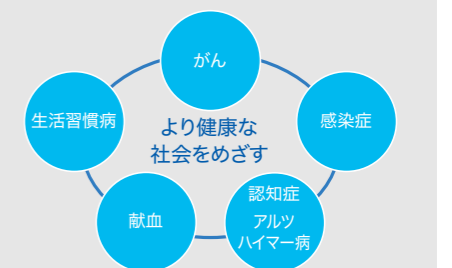 がん
生活習慣病
より健康な
社会をめざす
感染症
献血
認知症
アルツ
ハイマー病